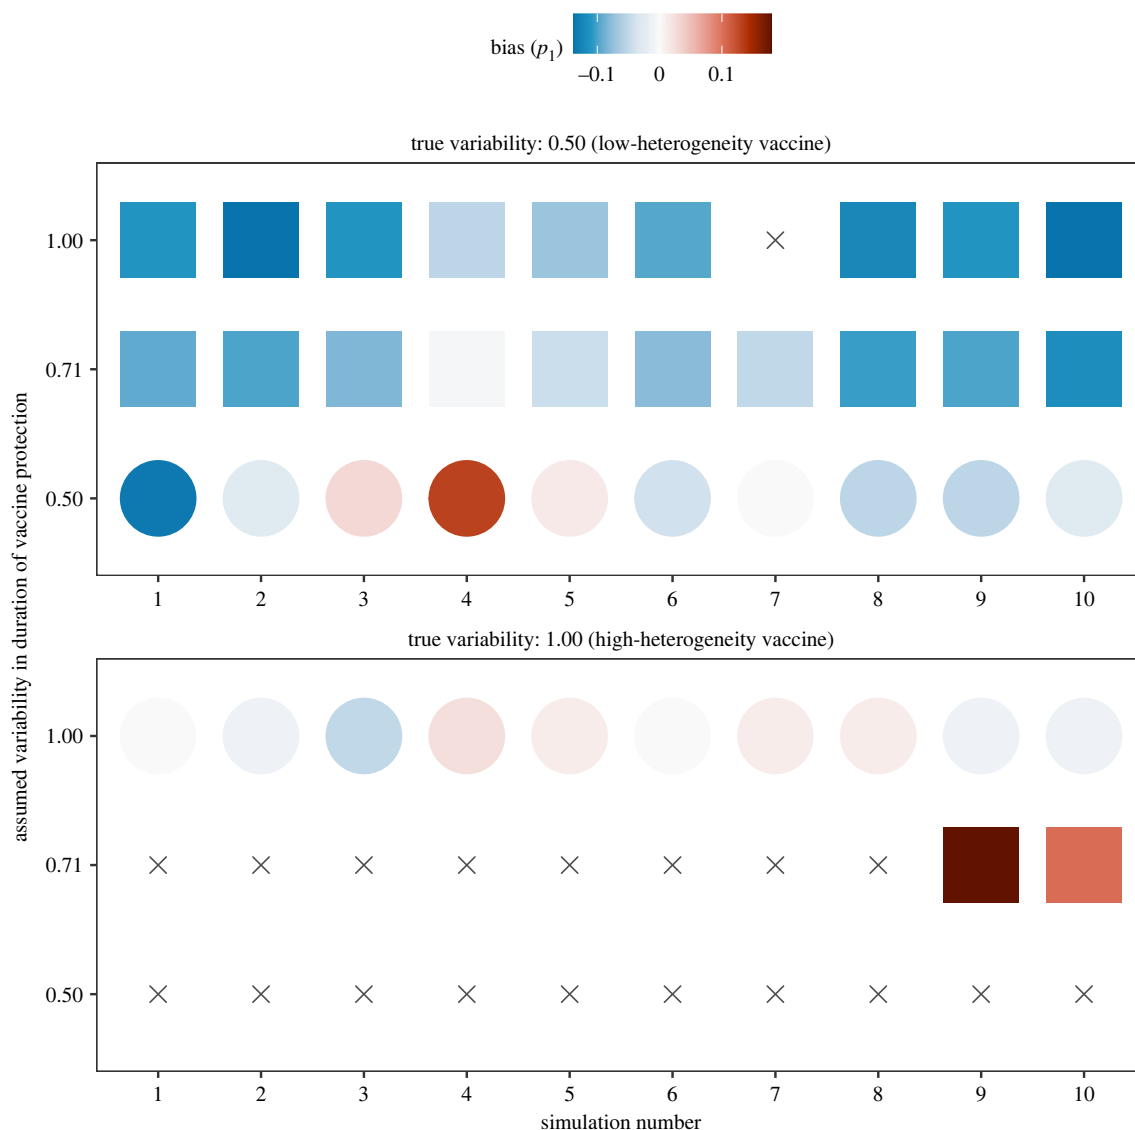 bias (p1)
−0.1 0 0.1
true variability: 0.50 (low-heterogeneity vaccine)
1.00
0.71
0.50
1 2 3 4 5 6 7 8 9 10
assumed variability in duration of vaccine protection
true variability: 1.00 (high-heterogeneity vaccine)
1.00
0.71
0.50
1 2 3 4 5 6 7 8 9 10
simulation number